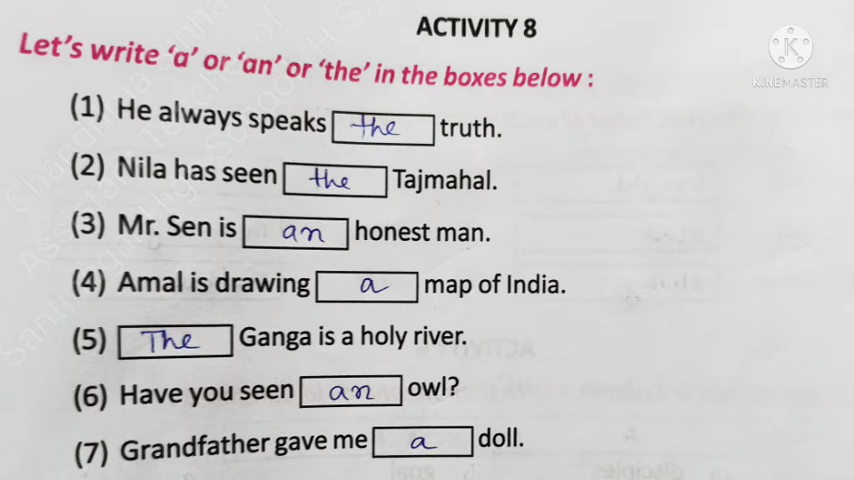 ACTIVITY 8
Let's write 'a' or 'an' or 'the' in the boxes below :
KINEMASTER
(1) He always speaks the truth.
(2) Nila has seen the Tajmahal.
(3) Mr. Sen is an honest man.
(4) Amal is drawing a map of India.
(5) The Ganga is a holy river.
(6) Have you seen an owl?
(7) Grandfather gave me a doll.